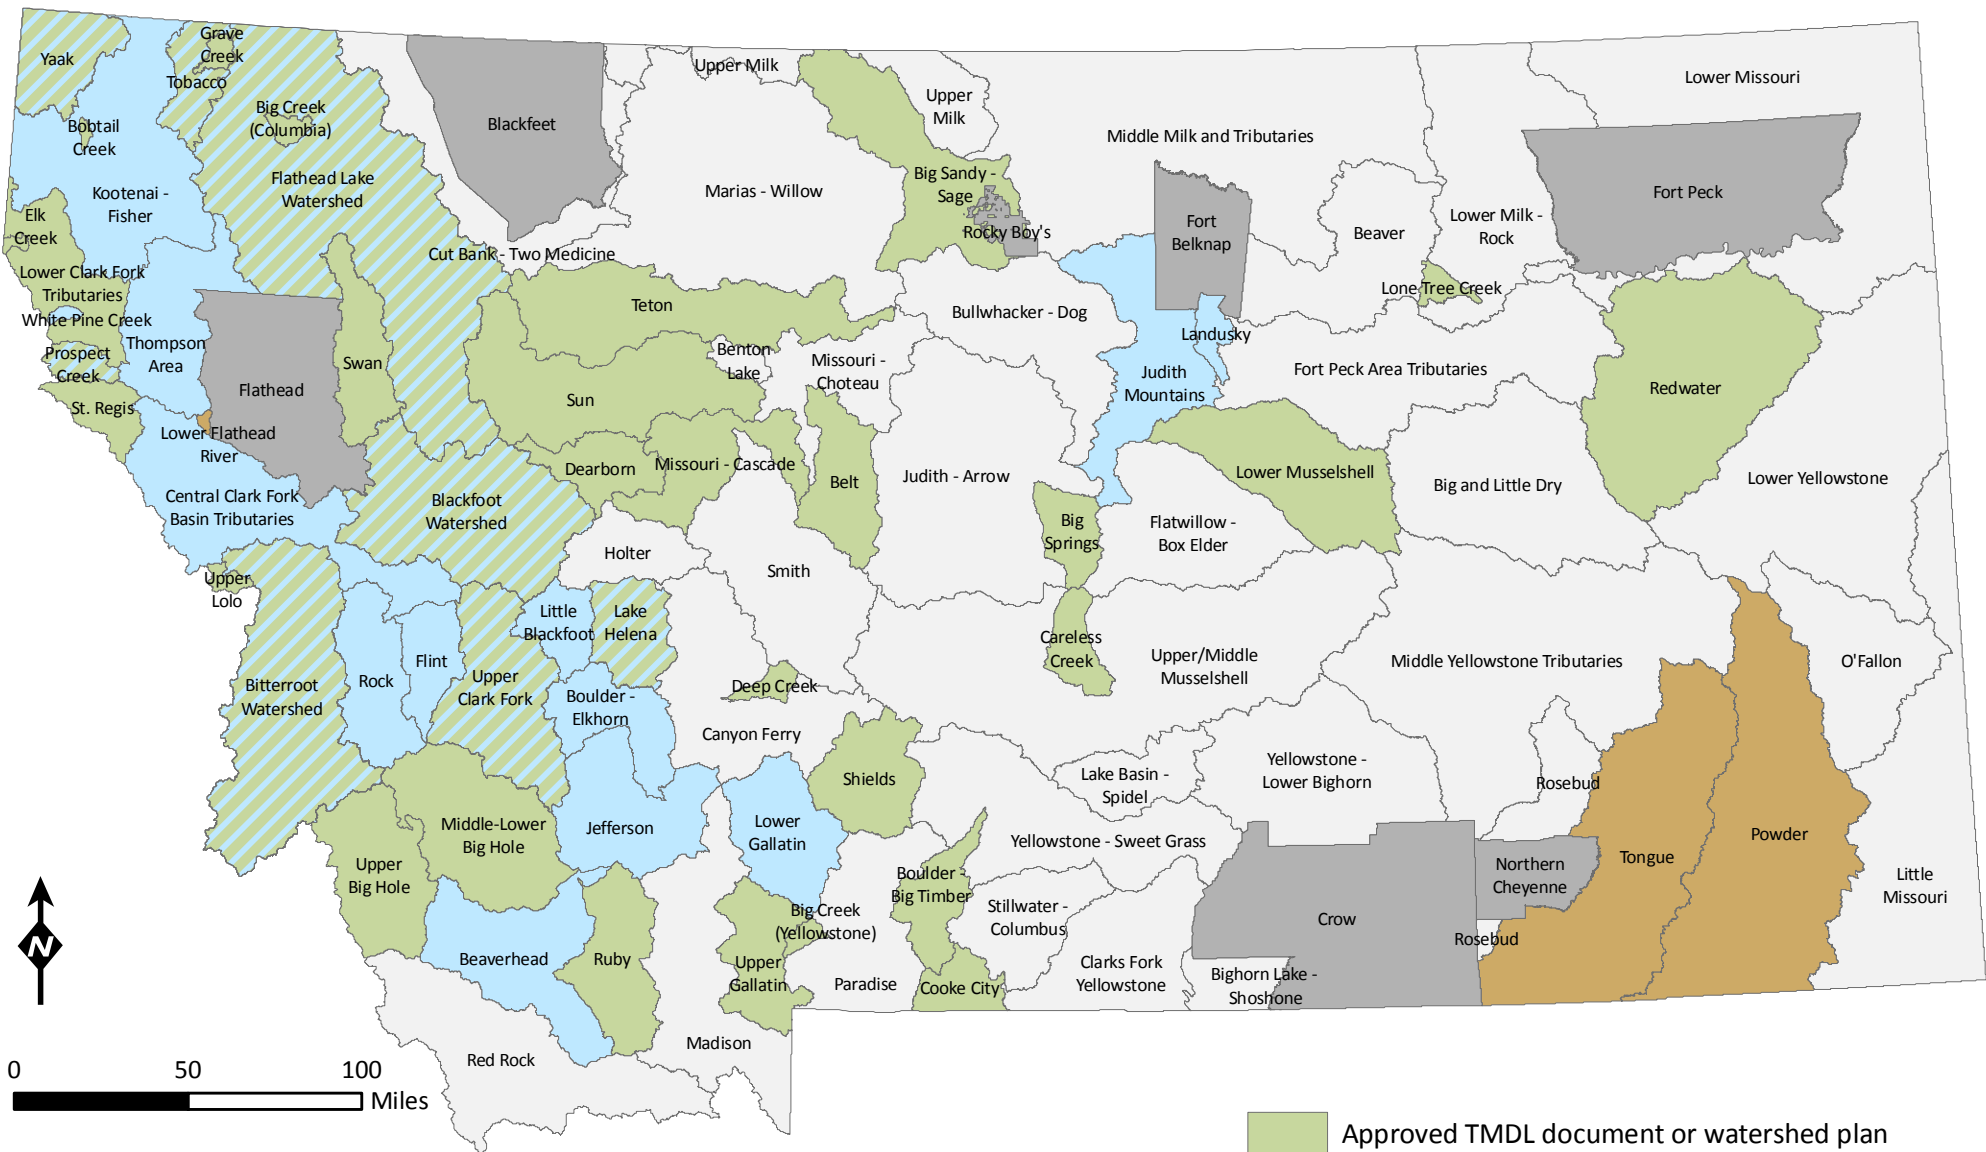 Grave
Creek
Yaak
Tobacco
Upper Milk
Lower Missouri
Big Creek
(Columbia)
Upper
Milk
Bobtail
Creek
Blackfeet
Middle Milk and Tributaries
Flathead Lake
Watershed
Kootenai -
Fisher
Marias - Willow
Big Sandy -
Sage
Fort Peck
Elk
Creek
Rocky Boy's
Fort
Belknap
Beaver
Lower Milk -
Rock
Cut Bank - Two Medicine
Lower Clark Fork
Tributaries
Lone Tree Creek
Teton
Bullwhacker - Dog
White Pine Creek
Landusky
Thompson
Area
Prospect
Creek
Swan
Benton
Lake
Missouri -
Choteau
Fort Peck Area Tributaries
Judith
Mountains
Flathead
Redwater
Sun
St. Regis
Lower Flathead
River
Dearborn
Missouri - Cascade
Belt
Judith - Arrow
Lower Musselshell
Big and Little Dry
Lower Yellowstone
Central Clark Fork
Basin Tributaries
Blackfoot
Watershed
Big
Springs
Flatwillow -
Box Elder
Holter
Smith
Upper
Lolo
Little
Blackfoot
Lake
Helena
Careless
Creek
Upper/Middle
Musselshell
Middle Yellowstone Tributaries
O'Fallon
Rock
Flint
Upper
Clark Fork
Bitterroot
Watershed
Deep Creek
Boulder -
Elkhorn
Canyon Ferry
Shields
Lake Basin -
Spidel
Yellowstone -
Lower Bighorn
Rosebud
Jefferson
Lower
Gallatin
Middle-Lower
Big Hole
Yellowstone - Sweet Grass
Powder
Tongue
Upper
Big Hole
Boulder -
Big Timber
Northern
Cheyenne
Little
Missouri
Big Creek
(Yellowstone)
Stillwater -
Columbus
Crow
Rosebud
Beaverhead
Ruby
Upper
Gallatin
Paradise
Cooke City
Clarks Fork
Yellowstone
Bighorn Lake -
Shoshone
N
Madison
Red Rock
0 50 100
Miles
Approved TMDL document or watershed plan